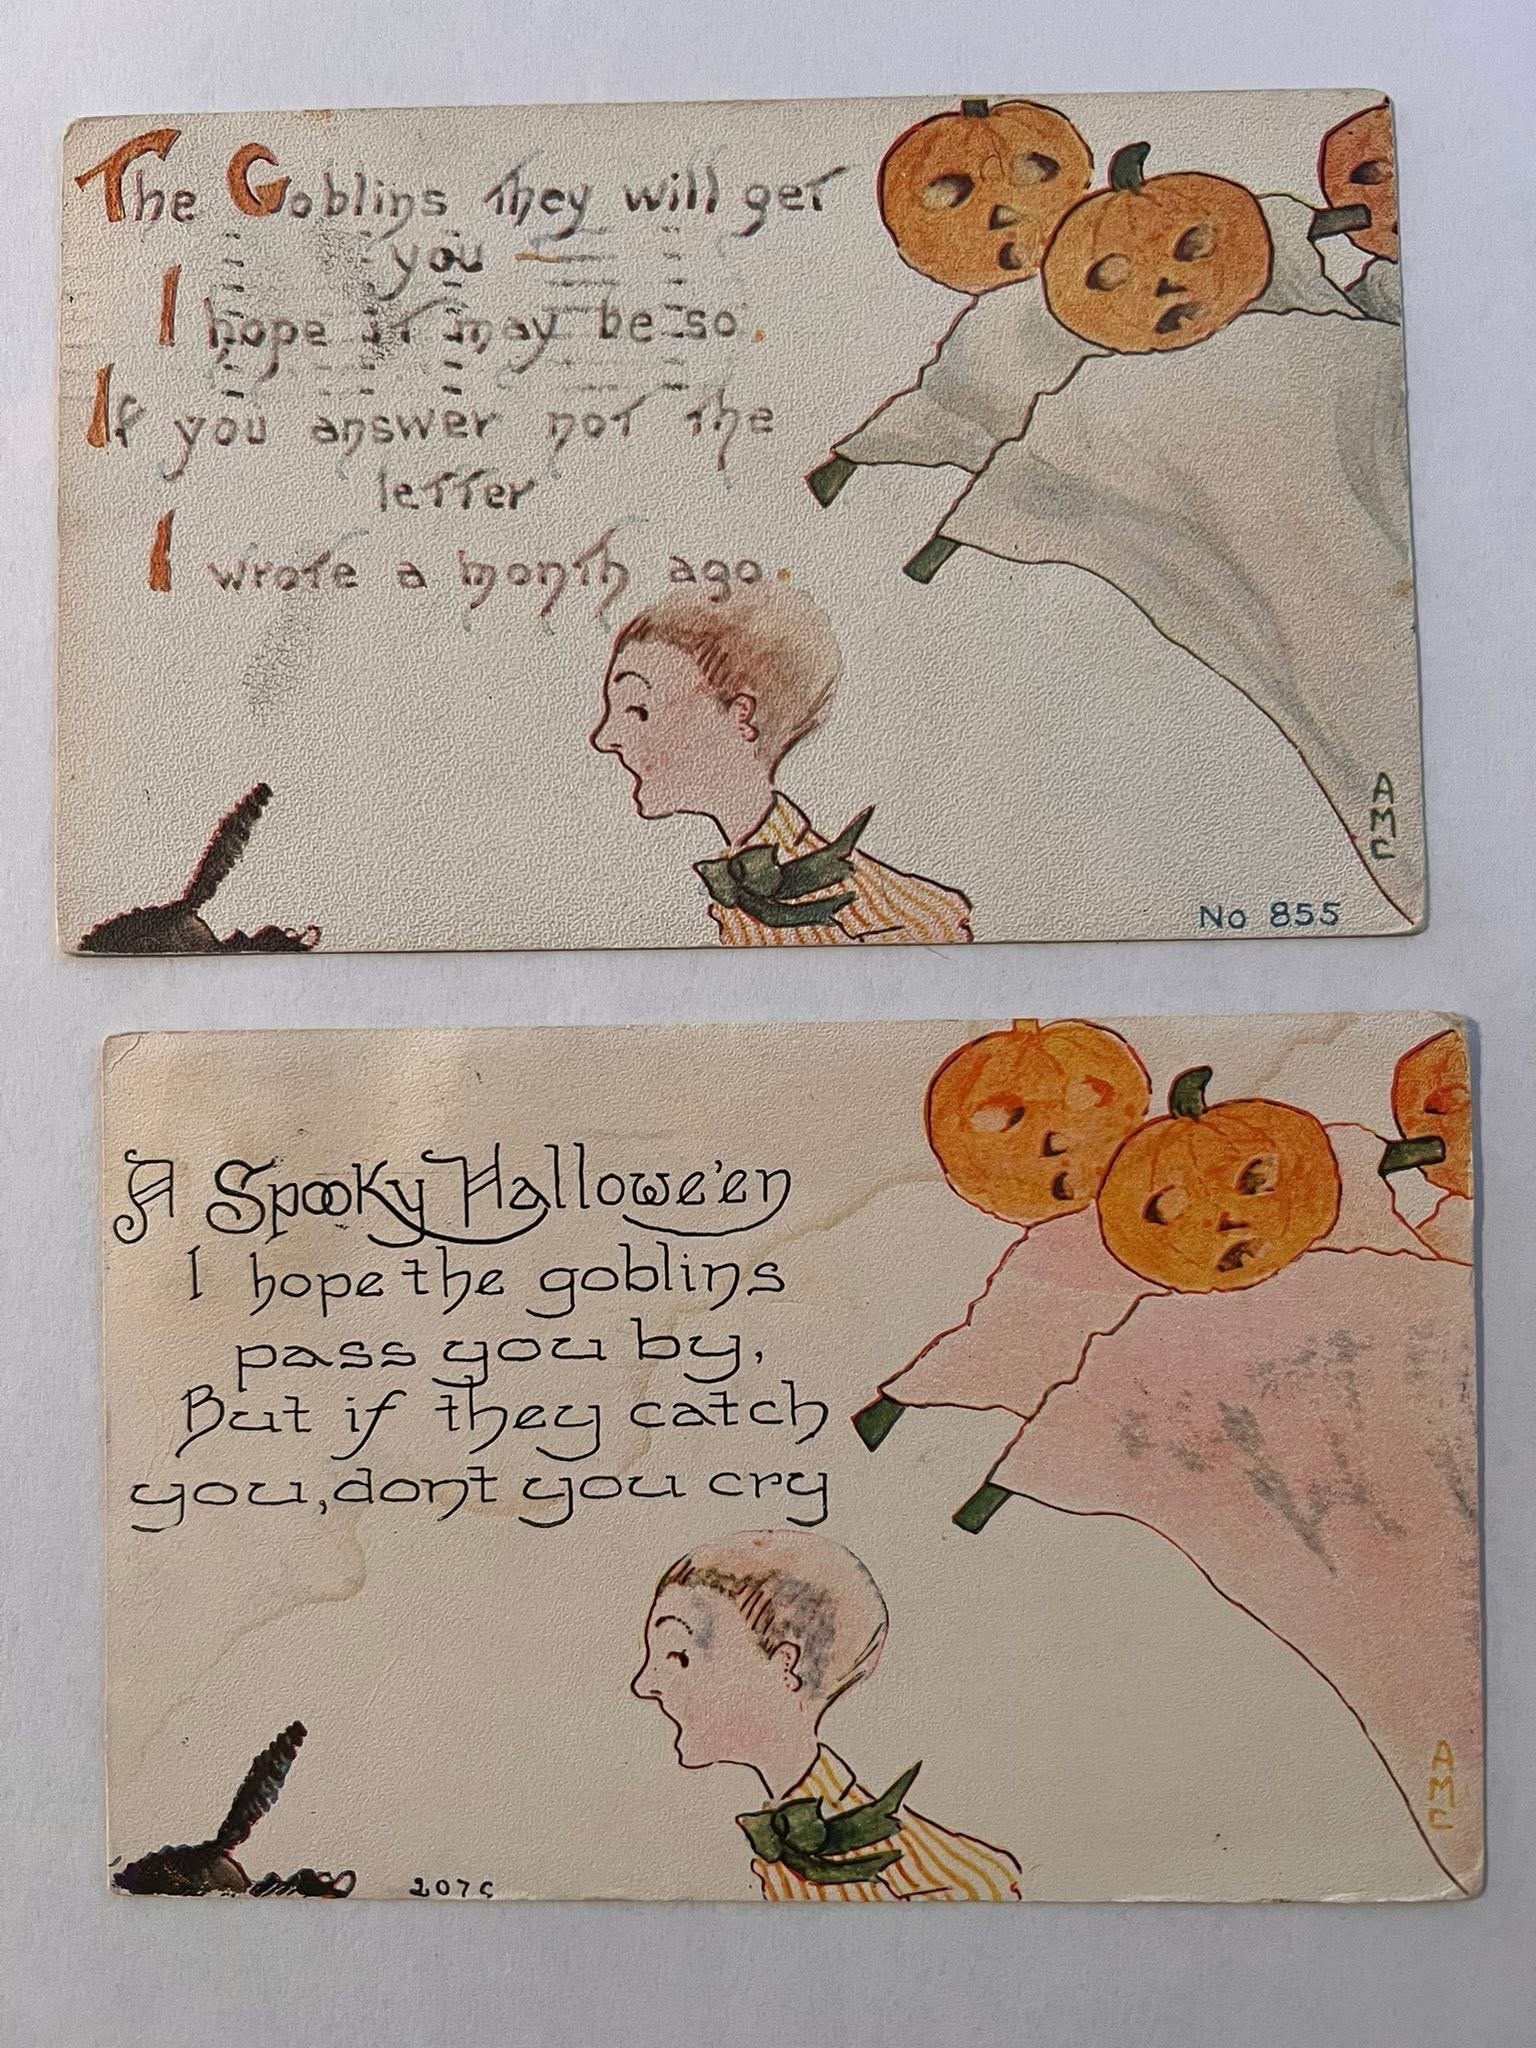 The Goblins They will get
you —
I hope it may be so.
If you answer not the
letter
I wrote a month ago.
AMC
No 855
A Spooky Hallowe'en
I hope the goblins
pass you by,
But if they catch
you, dont you cry
AMC
207C